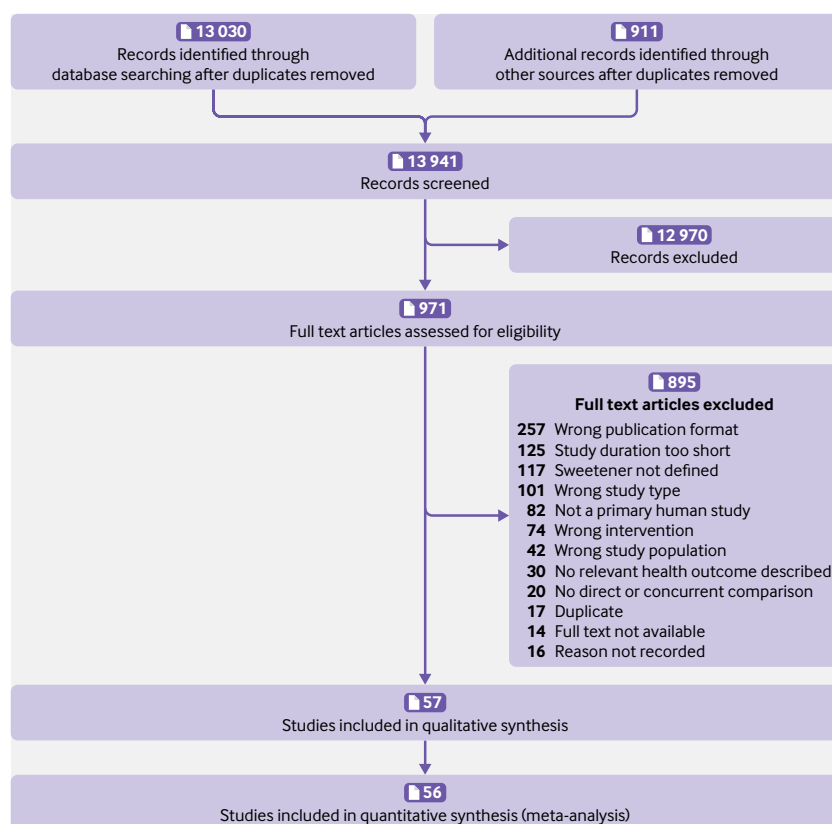 13 030
Records identified through
database searching after duplicates removed
911
Additional records identified through
other sources after duplicates removed
13 941
Records screened
12 970
Records excluded
971
Full text articles assessed for eligibility
895
Full text articles excluded
257 Wrong publication format
125 Study duration too short
117 Sweetener not defined
101 Wrong study type
82 Not a primary human study
74 Wrong intervention
42 Wrong study population
30 No relevant health outcome described
20 No direct or concurrent comparison
17 Duplicate
14 Full text not available
16 Reason not recorded
57
Studies included in qualitative synthesis
56
Studies included in quantitative synthesis (meta-analysis)